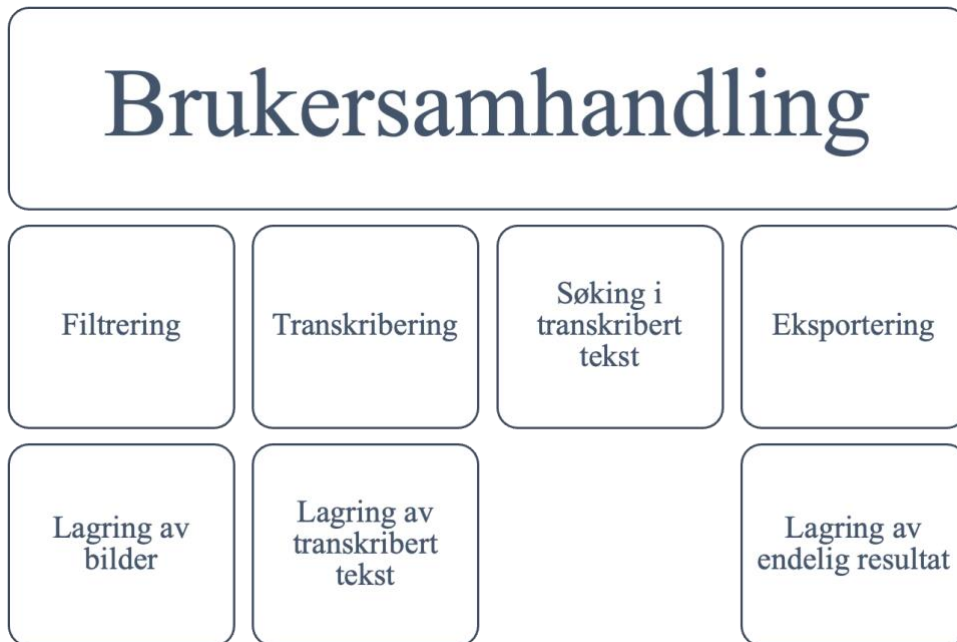 Brukersamhandling
Filtrering
Transkribering
Søking i
transkribert
tekst
Eksportering
Lagring av
bilder
Lagring av
transkribert
tekst
Lagring av
endelig resultat